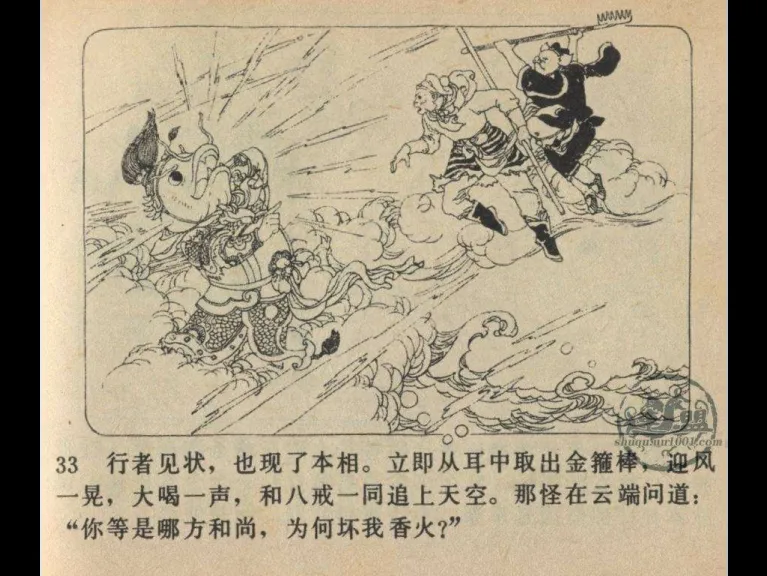 33 行者见状，也现了本相。立即从耳中取出金箍棒，迎风
一晃，大喝一声，和八戒一同追上天空。那怪在云端问道：
“你等是哪方和尚，为何坏我香火？”
shuqu1001.com